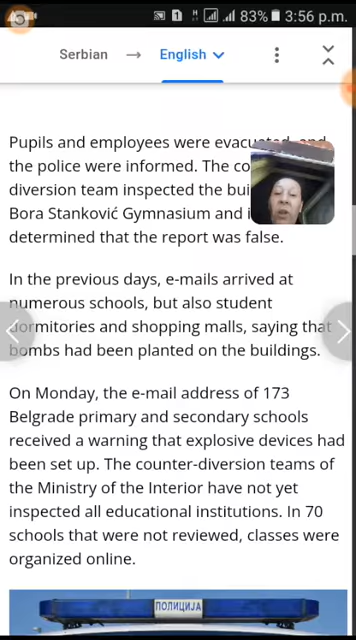 83% 3:56 p.m.
Serbian → English
Pupils and employees were evacuated, and
the police were informed. The
diversion team inspected the
Bora Stanković Gymnasium and
determined that the report was false.
In the previous days, e-mails arrived at
numerous schools, but also student
dormitories and shopping malls, saying that
bombs had been planted on the buildings.
On Monday, the e-mail address of 173
Belgrade primary and secondary schools
received a warning that explosive devices had
been set up. The counter-diversion teams of
the Ministry of the Interior have not yet
inspected all educational institutions. In 70
schools that were not reviewed, classes were
organized online.
ПОЛИЦИЈА